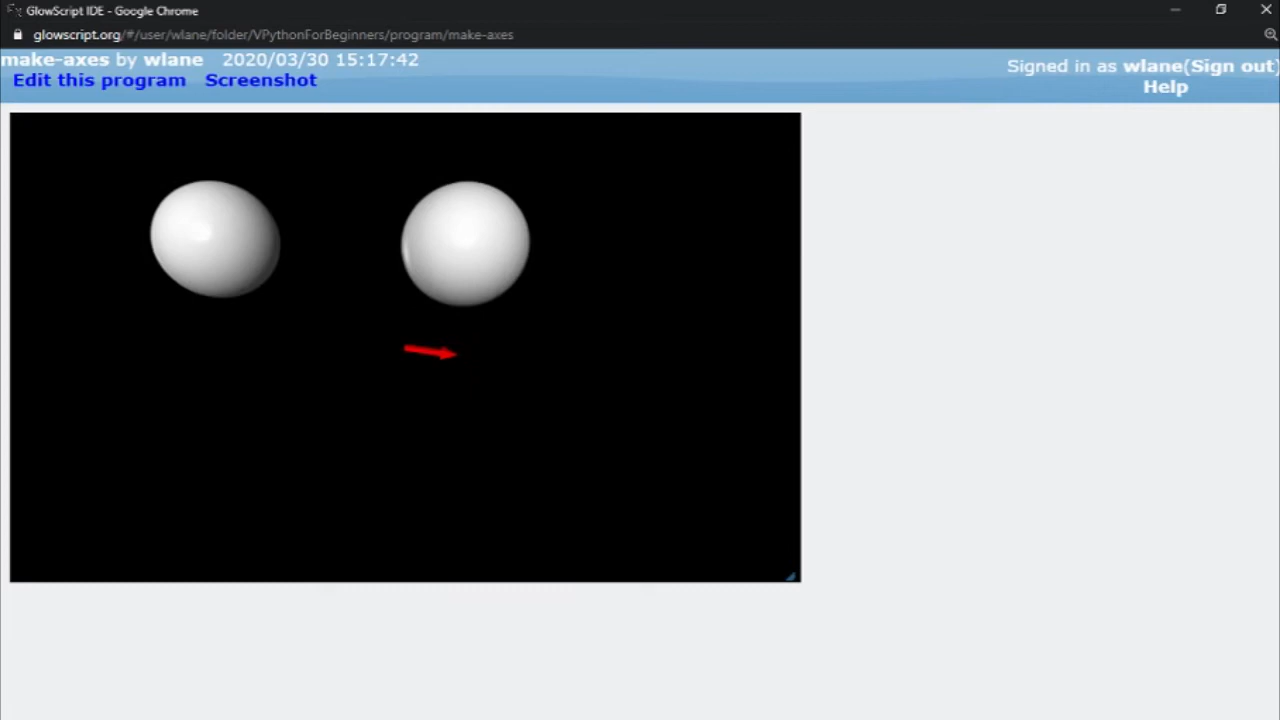 GlowScript IDE - Google Chrome
glowscript.org/#/user/wlane/folder/VPythonForBeginners/program/make-axes
make-axes by wlane 2020/03/30 15:17:42
Signed in as wlane(Sign out)
Edit this program Screenshot
Help